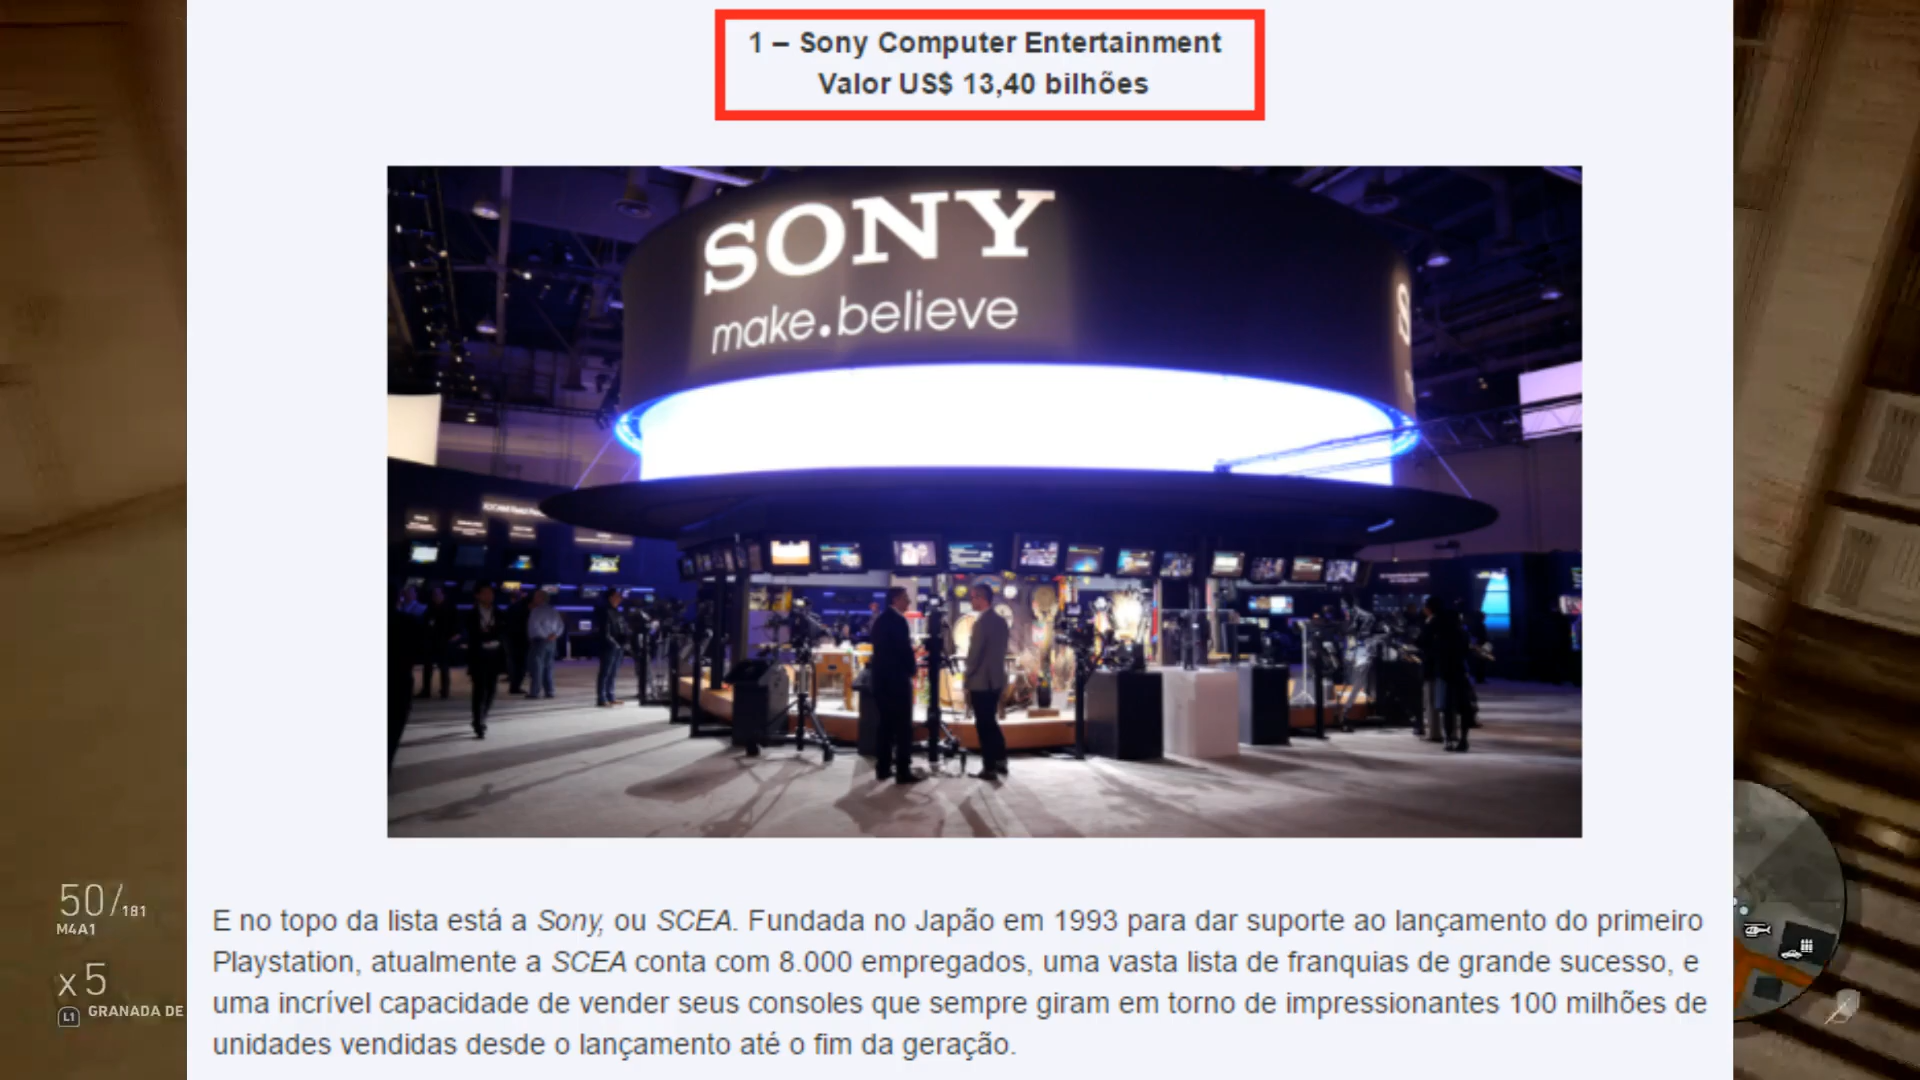 1 – Sony Computer Entertainment
Valor US$ 13,40 bilhões
SONY
make.believe
S
50/181
M4A1
x5
L1 GRANADA DE
E no topo da lista está a Sony, ou SCEA. Fundada no Japão em 1993 para dar suporte ao lançamento do primeiro
Playstation, atualmente a SCEA conta com 8.000 empregados, uma vasta lista de franquias de grande sucesso, e
uma incrível capacidade de vender seus consoles que sempre giram em torno de impressionantes 100 milhões de
unidades vendidas desde o lançamento até o fim da geração.